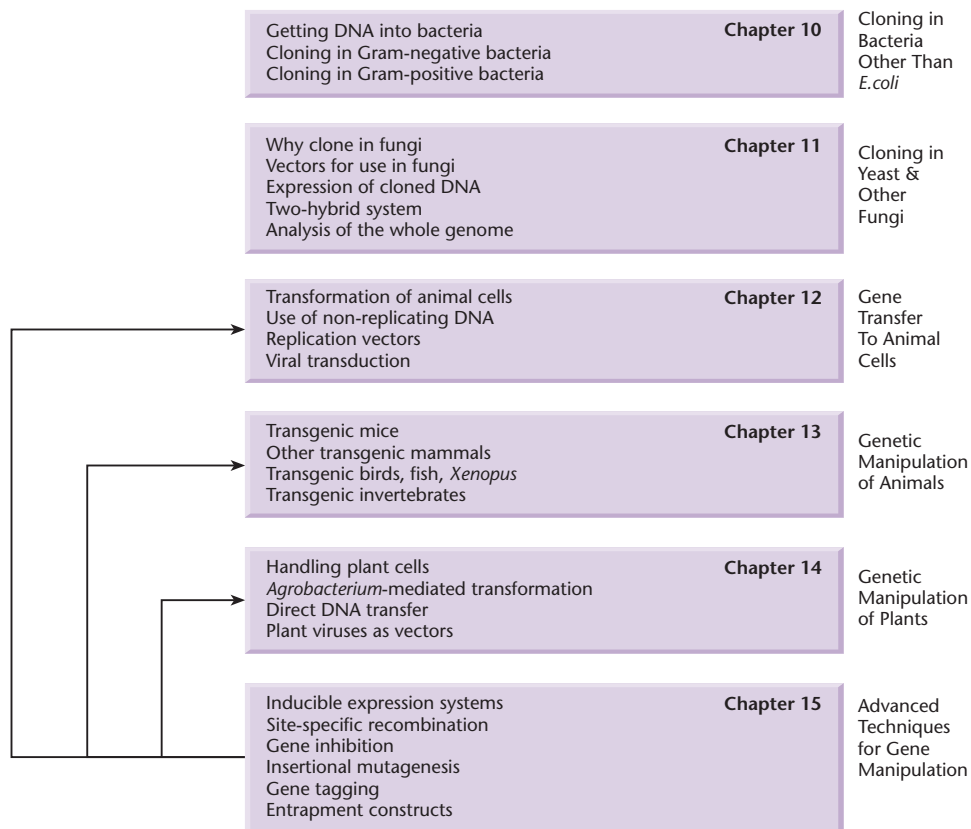 Getting DNA into bacteria
Cloning in Gram-negative bacteria
Cloning in Gram-positive bacteria
Chapter 10
Cloning in
Bacteria
Other Than
E.coli
Why clone in fungi
Vectors for use in fungi
Expression of cloned DNA
Two-hybrid system
Analysis of the whole genome
Chapter 11
Cloning in
Yeast &
Other
Fungi
Transformation of animal cells
Use of non-replicating DNA
Replication vectors
Viral transduction
Chapter 12
Gene
Transfer
To Animal
Cells
Transgenic mice
Other transgenic mammals
Transgenic birds, fish, Xenopus
Transgenic invertebrates
Chapter 13
Genetic
Manipulation
of Animals
Handling plant cells
Agrobacterium-mediated transformation
Direct DNA transfer
Plant viruses as vectors
Chapter 14
Genetic
Manipulation
of Plants
Inducible expression systems
Site-specific recombination
Gene inhibition
Insertional mutagenesis
Gene tagging
Entrapment constructs
Chapter 15
Advanced
Techniques
for Gene
Manipulation